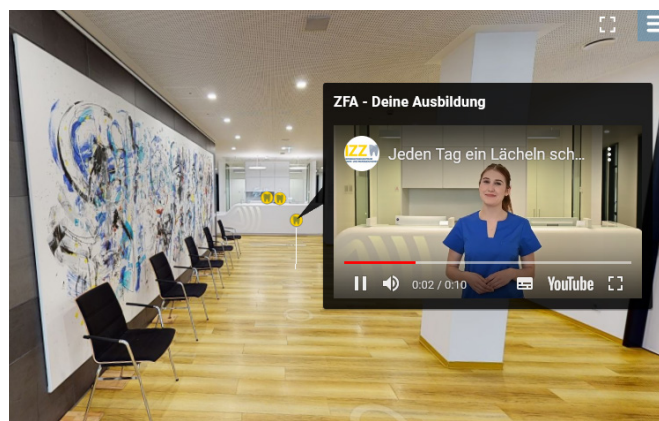 ZFA - Deine Ausbildung
IZZ
Jeden Tag ein Lächeln sch...
0:02 / 0:10
YouTube